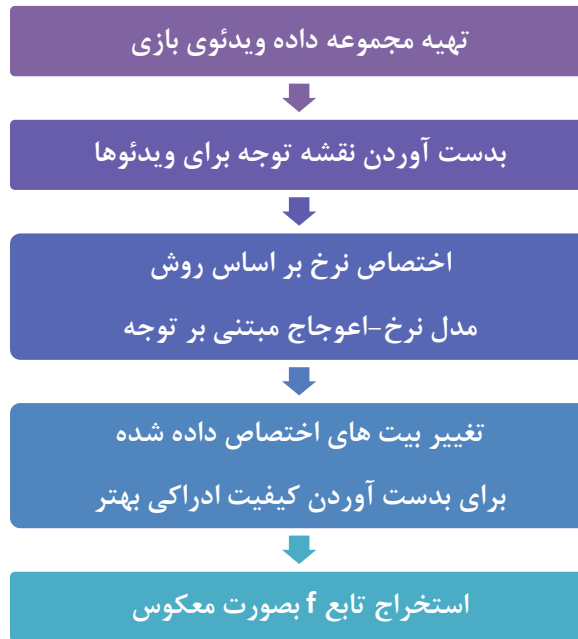 تهیه مجموعه داده ویدئوی بازی
بدست آوردن نقشه توجه برای ویدئوها
اختصاص نرخ بر اساس روش
مدل نرخ-اعوجاج مبتنی بر توجه
تغییر بیت های اختصاص داده شده
برای بدست آوردن کیفیت ادراکی بهتر
استخراج تابع f بصورت معکوس